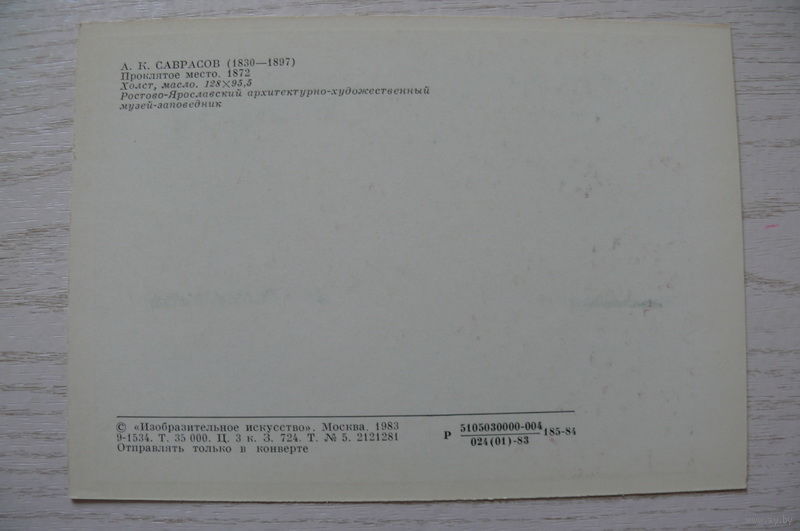 А. К. САВРАСОВ (1830—1897)
Проклятое место. 1872
Холст, масло. 128×95,5
Ростово-Ярославский архитектурно-художественный
музей-заповедник
© «Изобразительное искусство». Москва. 1983
9-1534. Т. 35 000. Ц. 3 к. З. 724. Т. № 5. 2121281
Отправлять только в конверте
Р 5105030000-004 185-84
024(01)-83